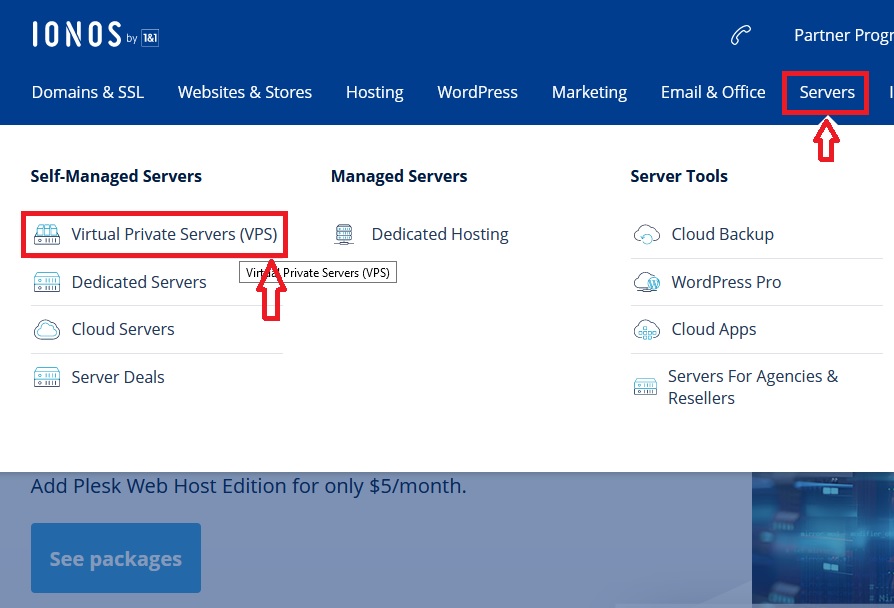 IONOS by 1&1
Partner Progr
Domains & SSL
Websites & Stores
Hosting
WordPress
Marketing
Email & Office
Servers
Self-Managed Servers
Virtual Private Servers (VPS)
Virtual Private Servers (VPS)
Dedicated Servers
Cloud Servers
Server Deals
Managed Servers
Dedicated Hosting
Server Tools
Cloud Backup
WordPress Pro
Cloud Apps
Servers For Agencies &
Resellers
Add Plesk Web Host Edition for only $5/month.
See packages